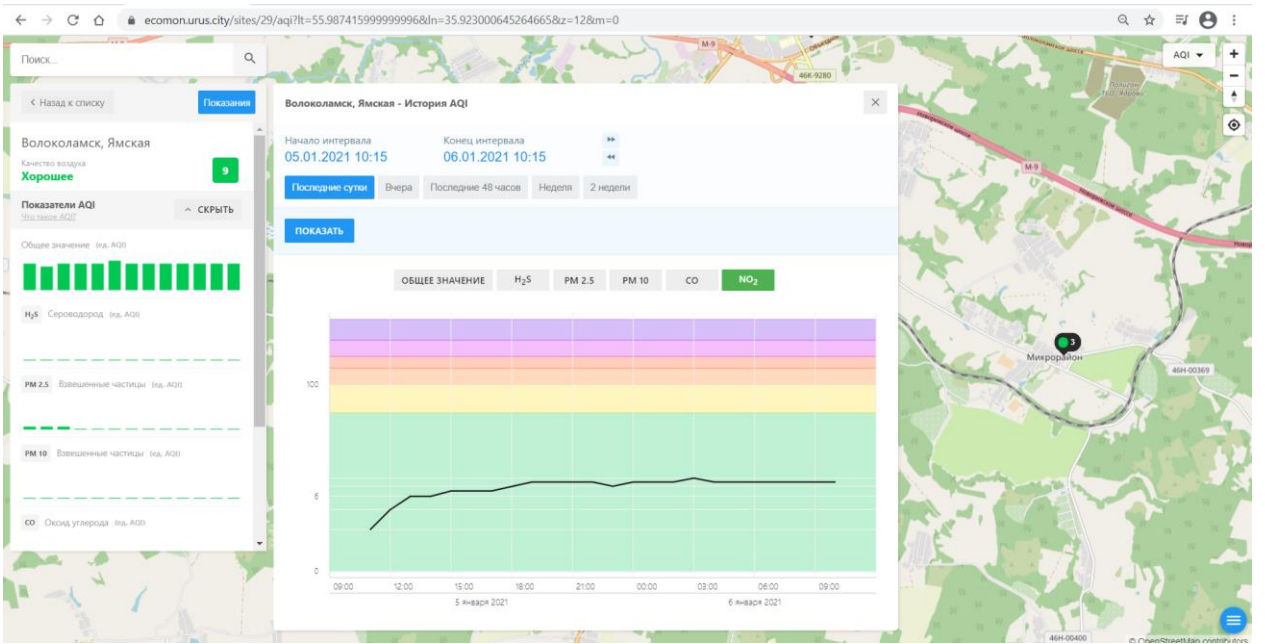 ecomon.urus.city/sites/29/aqi?lt=55.987415999999996&ln=35.923000645264665&z=12&m=0
Поиск...
М-9
46К-9280
AQI
Назад к списку
Показания
Волоколамск, Ямская - История AQI
Волоколамск, Ямская
Качество воздуха
Хорошее
9
Начало интервала
Конец интервала
05.01.2021 10:15
06.01.2021 10:15
Последние сутки
Вчера
Последние 48 часов
Неделя
2 недели
Показатели AQI
Что такое AQI?
СКРЫТЬ
ПОКАЗАТЬ
Общее значение (ед. AQI)
ОБЩЕЕ ЗНАЧЕНИЕ
H2S
PM 2.5
PM 10
CO
NO2
H2S Сероводород (ед. AQI)
PM 2.5 Взвешенные частицы (ед. AQI)
PM 10 Взвешенные частицы (ед. AQI)
CO Оксид углерода (ед. AQI)
100
6
0
09:00
12:00
15:00
18:00
21:00
00:00
03:00
06:00
09:00
5 января 2021
6 января 2021
М-9
Новорижское шоссе
3
Микрорайон
46Н-00369
46Н-00400
© OpenStreetMap contributors